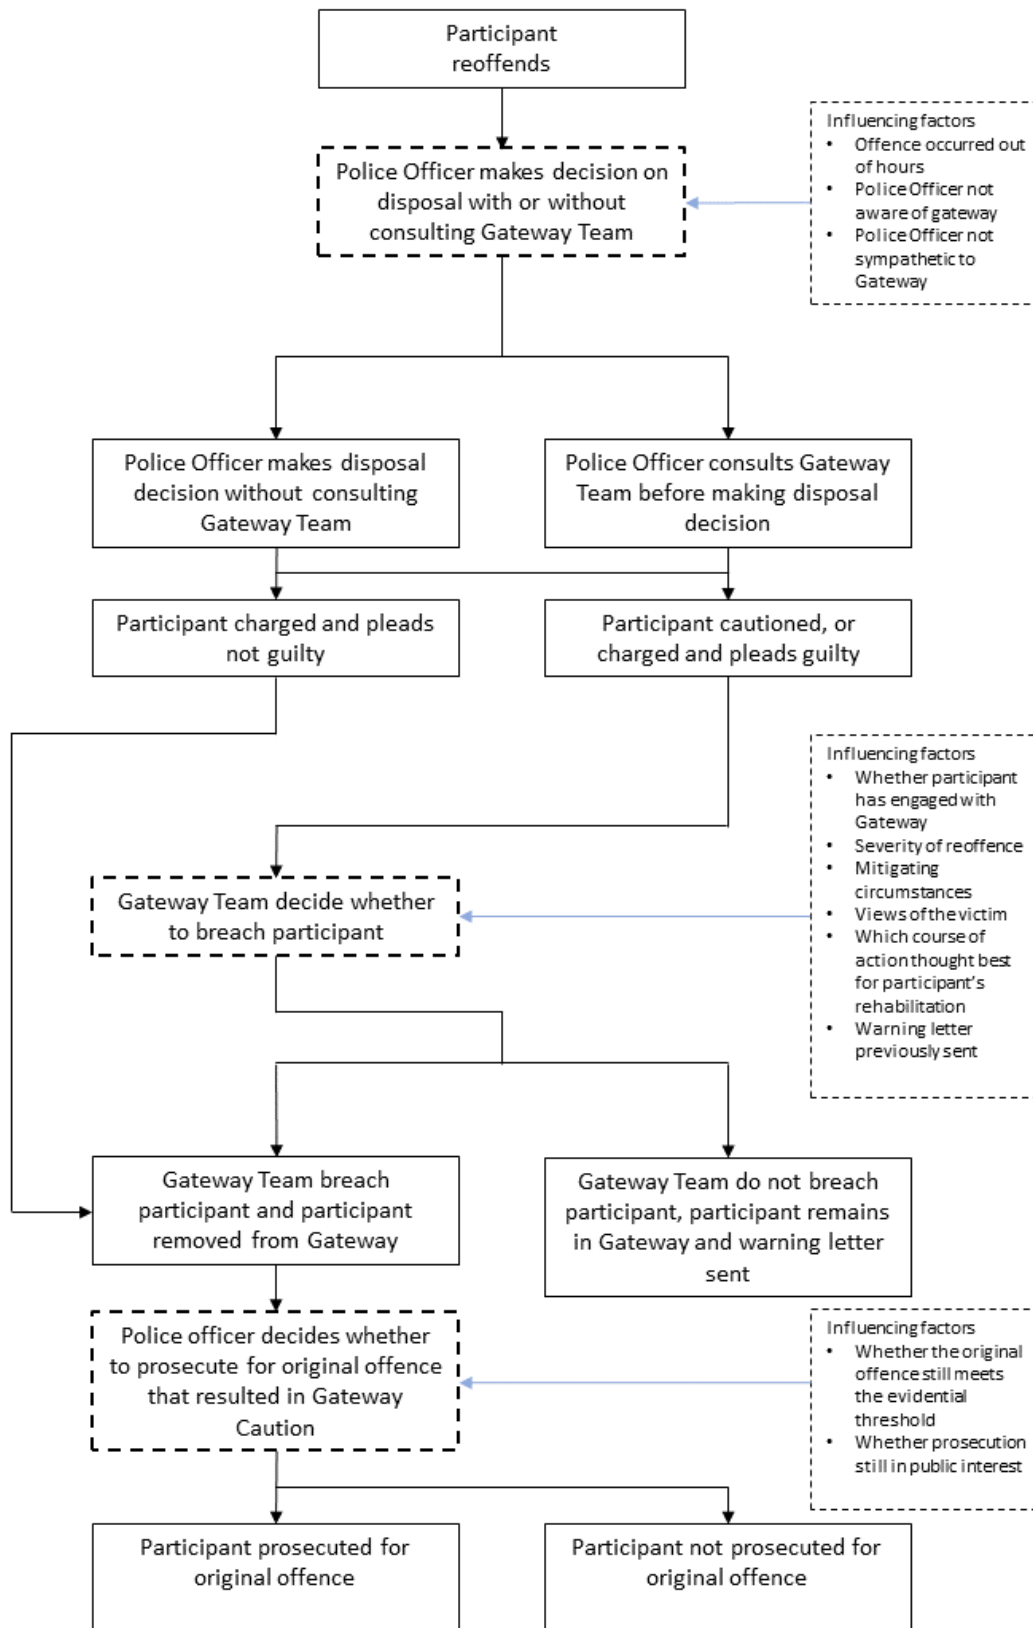 Participant
reoffends
Police Officer makes decision on
disposal with or without
consulting Gateway Team
Influencing factors
• Offence occurred out
of hours
• Police Officer not
aware of gateway
• Police Officer not
sympathetic to
Gateway
Police Officer makes disposal
decision without consulting
Gateway Team
Police Officer consults Gateway
Team before making disposal
decision
Participant charged and pleads
not guilty
Participant cautioned, or
charged and pleads guilty
Influencing factors
• Whether participant
has engaged with
Gateway
• Severity of reoffence
• Mitigating
circumstances
• Views of the victim
• Which course of
action thought best
for participant's
rehabilitation
• Warning letter
previously sent
Gateway Team decide whether
to breach participant
Gateway Team breach
participant and participant
removed from Gateway
Gateway Team do not breach
participant, participant remains
in Gateway and warning letter
sent
Police officer decides whether
to prosecute for original offence
that resulted in Gateway
Caution
Influencing factors
• Whether the original
offence still meets
the evidential
threshold
• Whether prosecution
still in public interest
Participant prosecuted for
original offence
Participant not prosecuted for
original offence